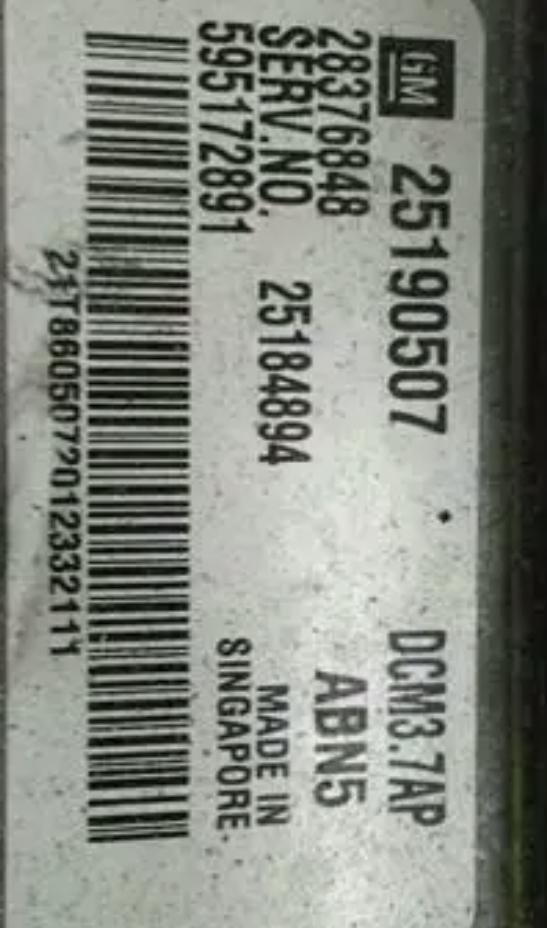 GM 25190507 DCM3.7AP
28376848 ABN5
SERV.NO. 25184894 MADE IN
595172891 SINGAPORE
21T8605072012332111